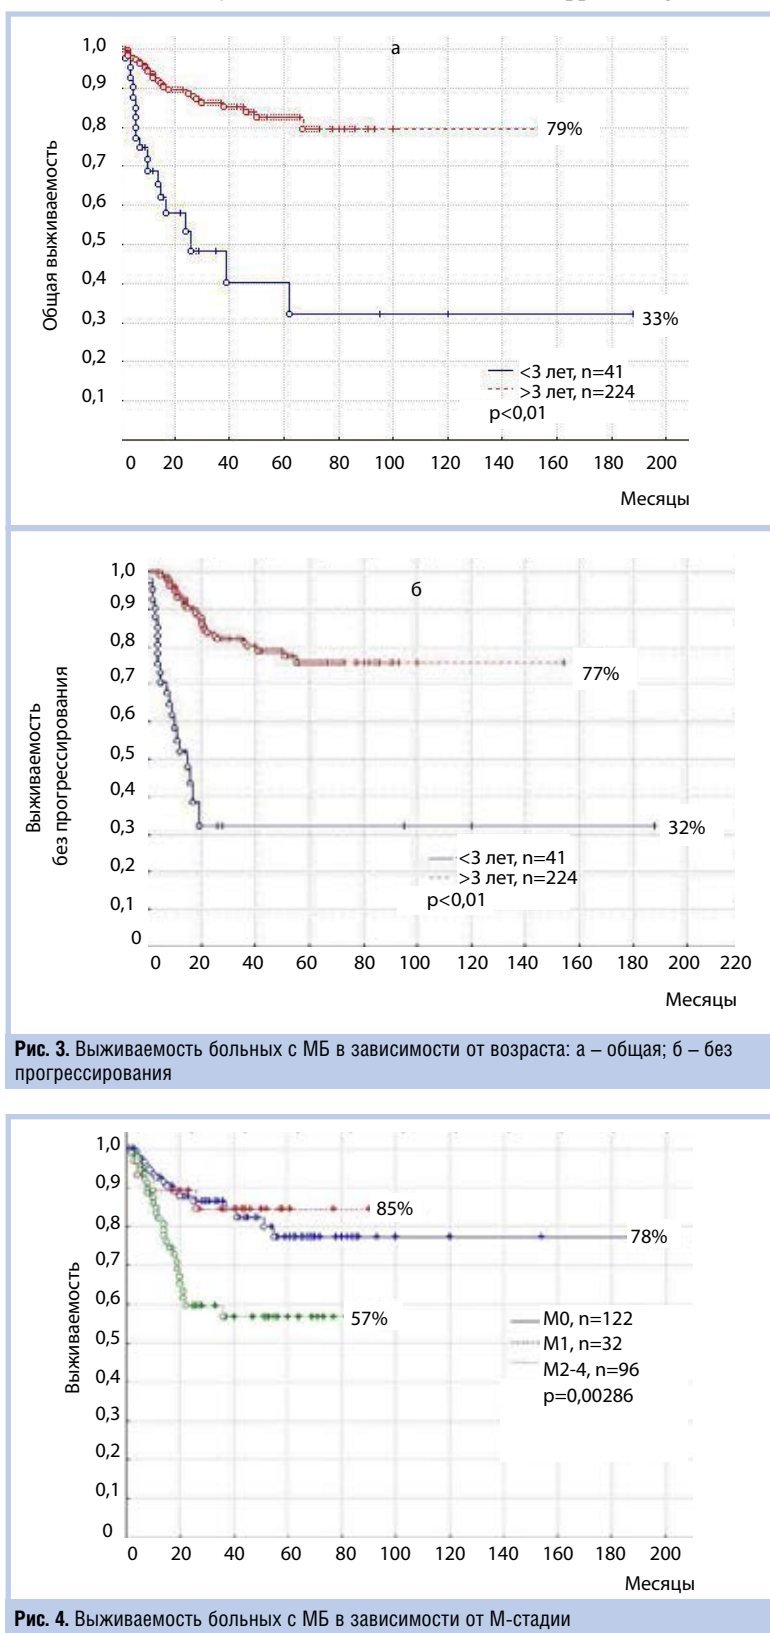 а
1,0
0,9
0,8
0,7
0,6
0,5
0,4
0,3
0,2
0,1
Общая выживаемость
79%
33%
<3 лет, n=41
>3 лет, n=224
p<0,01
0 20 40 60 80 100 120 140 160 180 200
Месяцы
б
1,0
0,9
0,8
0,7
0,6
0,5
0,4
0,3
0,2
0,1
0
Выживаемость
без прогрессирования
77%
32%
<3 лет, n=41
>3 лет, n=224
p<0,01
0 20 40 60 80 100 120 140 160 180 200 220
Месяцы
Рис. 3. Выживаемость больных с МБ в зависимости от возраста: а – общая; б – без
прогрессирования
1,0
0,9
0,8
0,7
0,6
0,5
0,4
0,3
0,2
0,1
0
Выживаемость
85%
78%
57%
M0, n=122
M1, n=32
M2-4, n=96
p=0,00286
0 20 40 60 80 100 120 140 160 180 200
Месяцы
Рис. 4. Выживаемость больных с МБ в зависимости от М-стадии